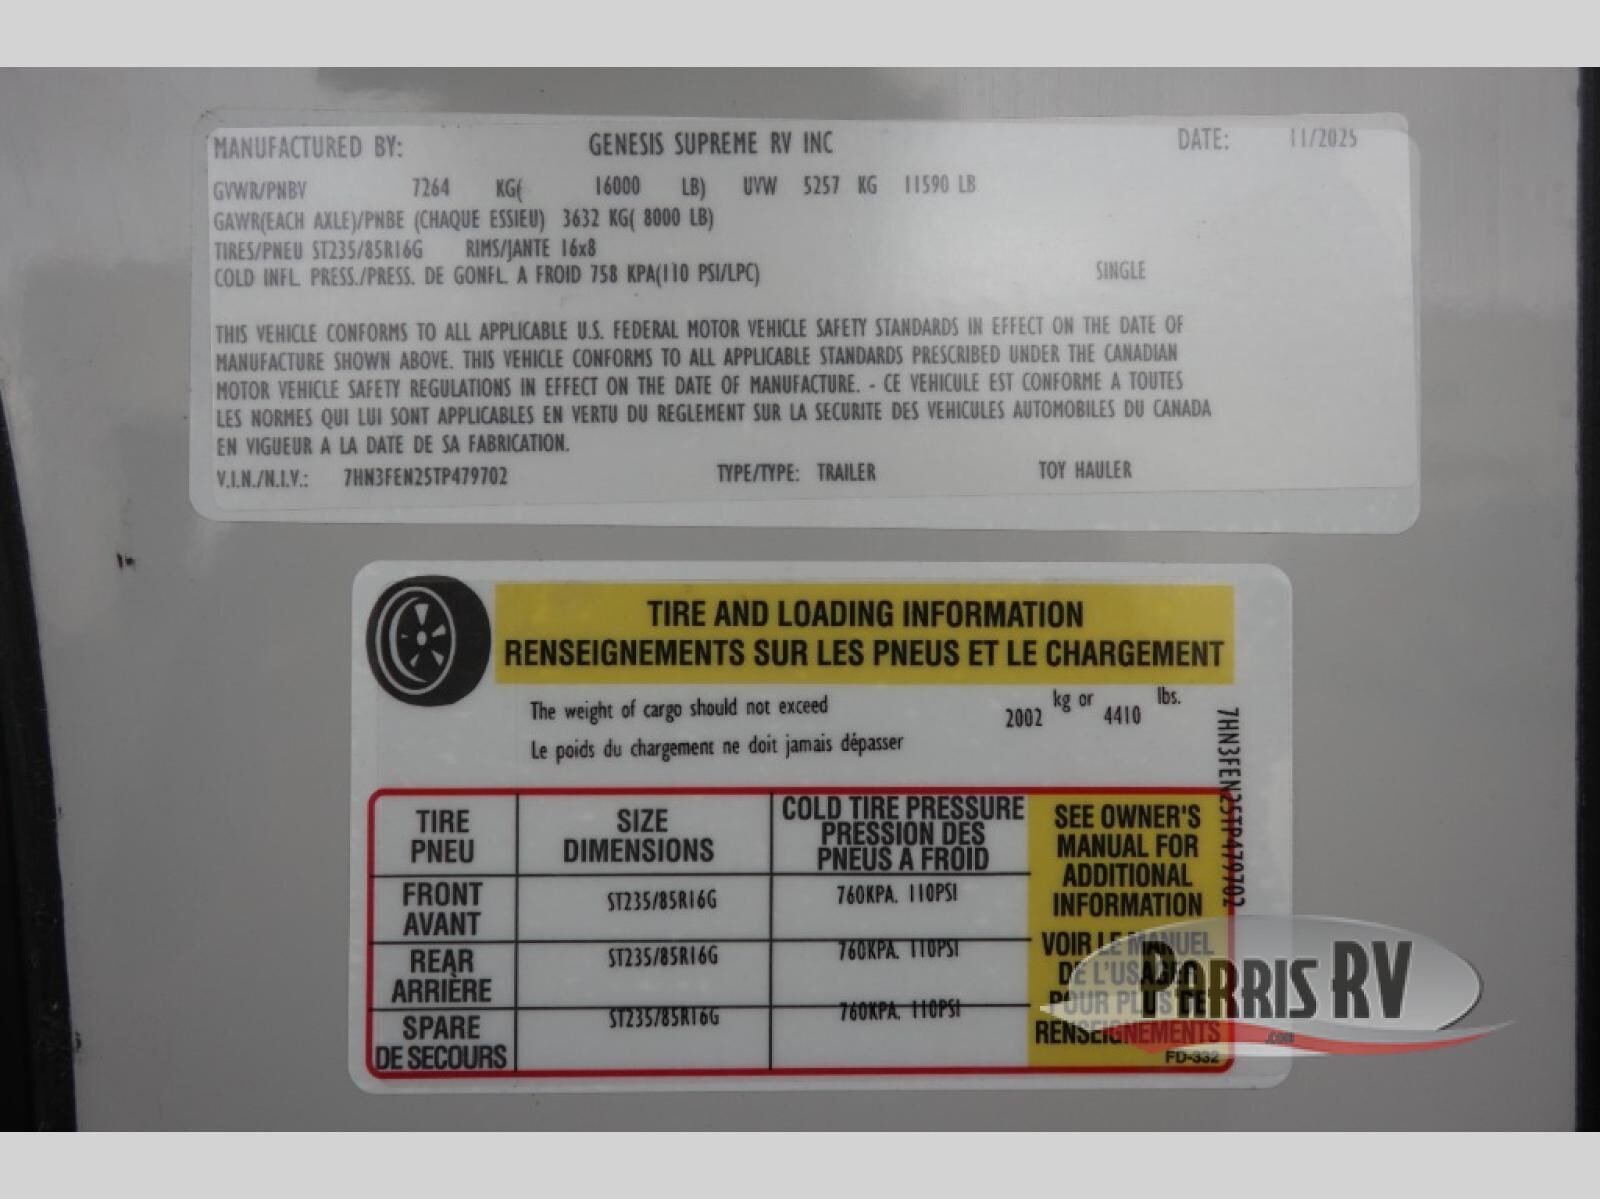 MANUFACTURED BY: GENESIS SUPREME RV INC DATE: 11/2025
GVWR/PNBV 7264 KG( 16000 LB) UVW 5257 KG 11590 LB
GAWR(EACH AXLE)/PNBE (CHAQUE ESSIEU) 3632 KG( 8000 LB)
TIRES/PNEU ST235/85R16G RIMS/JANTE 16x8
COLD INFL. PRESS./PRESS. DE GONFL. A FROID 758 KPA(110 PSI/LPC) SINGLE
THIS VEHICLE CONFORMS TO ALL APPLICABLE U.S. FEDERAL MOTOR VEHICLE SAFETY STANDARDS IN EFFECT ON THE DATE OF
MANUFACTURE SHOWN ABOVE. THIS VEHICLE CONFORMS TO ALL APPLICABLE STANDARDS PRESCRIBED UNDER THE CANADIAN
MOTOR VEHICLE SAFETY REGULATIONS IN EFFECT ON THE DATE OF MANUFACTURE. - CE VEHICULE EST CONFORME A TOUTES
LES NORMES QUI LUI SONT APPLICABLES EN VERTU DU REGLEMENT SUR LA SECURITE DES VEHICULES AUTOMOBILES DU CANADA
EN VIGUEUR A LA DATE DE SA FABRICATION.
V.I.N./N.I.V.: 7HN3FEN25TP479702 TYPE/TYPE: TRAILER TOY HAULER
TIRE AND LOADING INFORMATION
RENSEIGNEMENTS SUR LES PNEUS ET LE CHARGEMENT
The weight of cargo should not exceed 2002 kg or 4410 lbs.
Le poids du chargement ne doit jamais dépasser
7HN3FEN25TP479702
TIRE
PNEU
SIZE
DIMENSIONS
COLD TIRE PRESSURE
PRESSION DES
PNEUS A FROID
FRONT
AVANT
ST235/85R16G
760KPA. 110PSI
REAR
ARRIÈRE
ST235/85R16G
760KPA. 110PSI
SPARE
DE SECOURS
ST235/85R16G
760KPA. 110PSI
SEE OWNER'S
MANUAL FOR
ADDITIONAL
INFORMATION
VOIR LE MANUEL
DE L'USAGER
POUR PLUS DE
RENSEIGNEMENTS
FD-332
PARRIS RV
.com